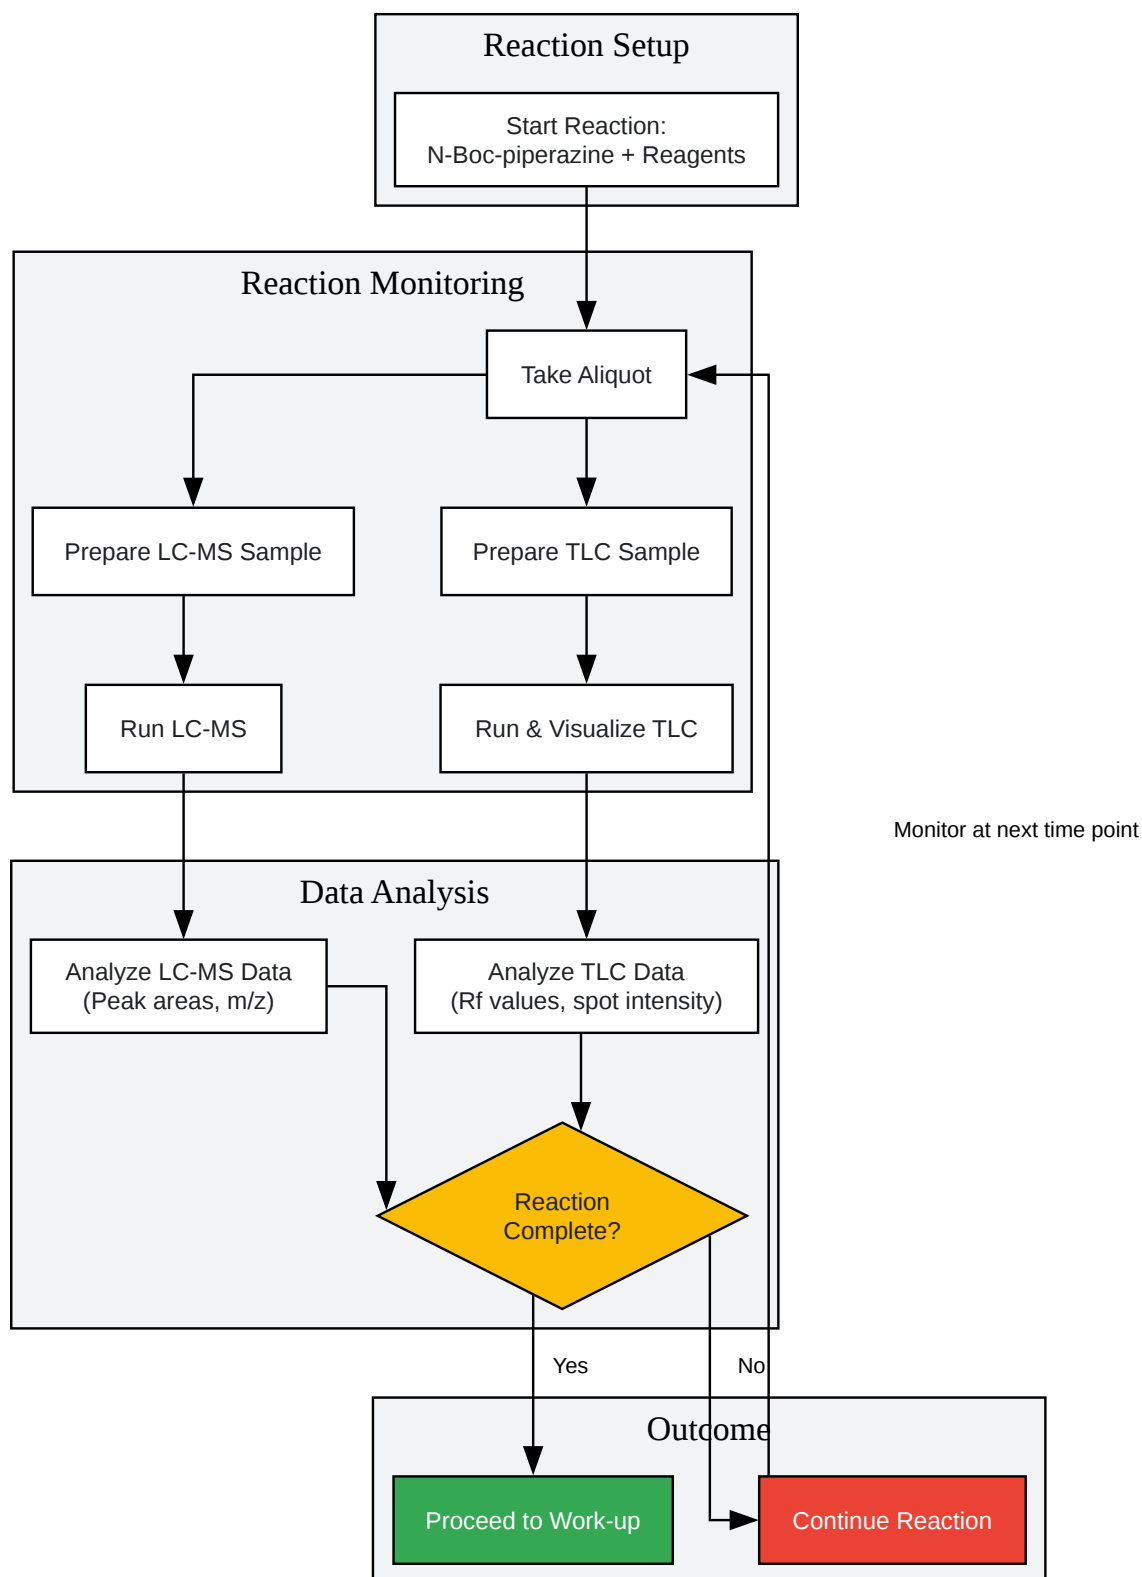 Reaction Setup
Start Reaction:
N-Boc-piperazine + Reagents
Reaction Monitoring
Take Aliquot
Prepare LC-MS Sample
Prepare TLC Sample
Run LC-MS
Run & Visualize TLC
Monitor at next time point
Data Analysis
Analyze LC-MS Data
(Peak areas, m/z)
Analyze TLC Data
(Rf values, spot intensity)
Reaction
Complete?
Yes
No
Outcome
Proceed to Work-up
Continue Reaction